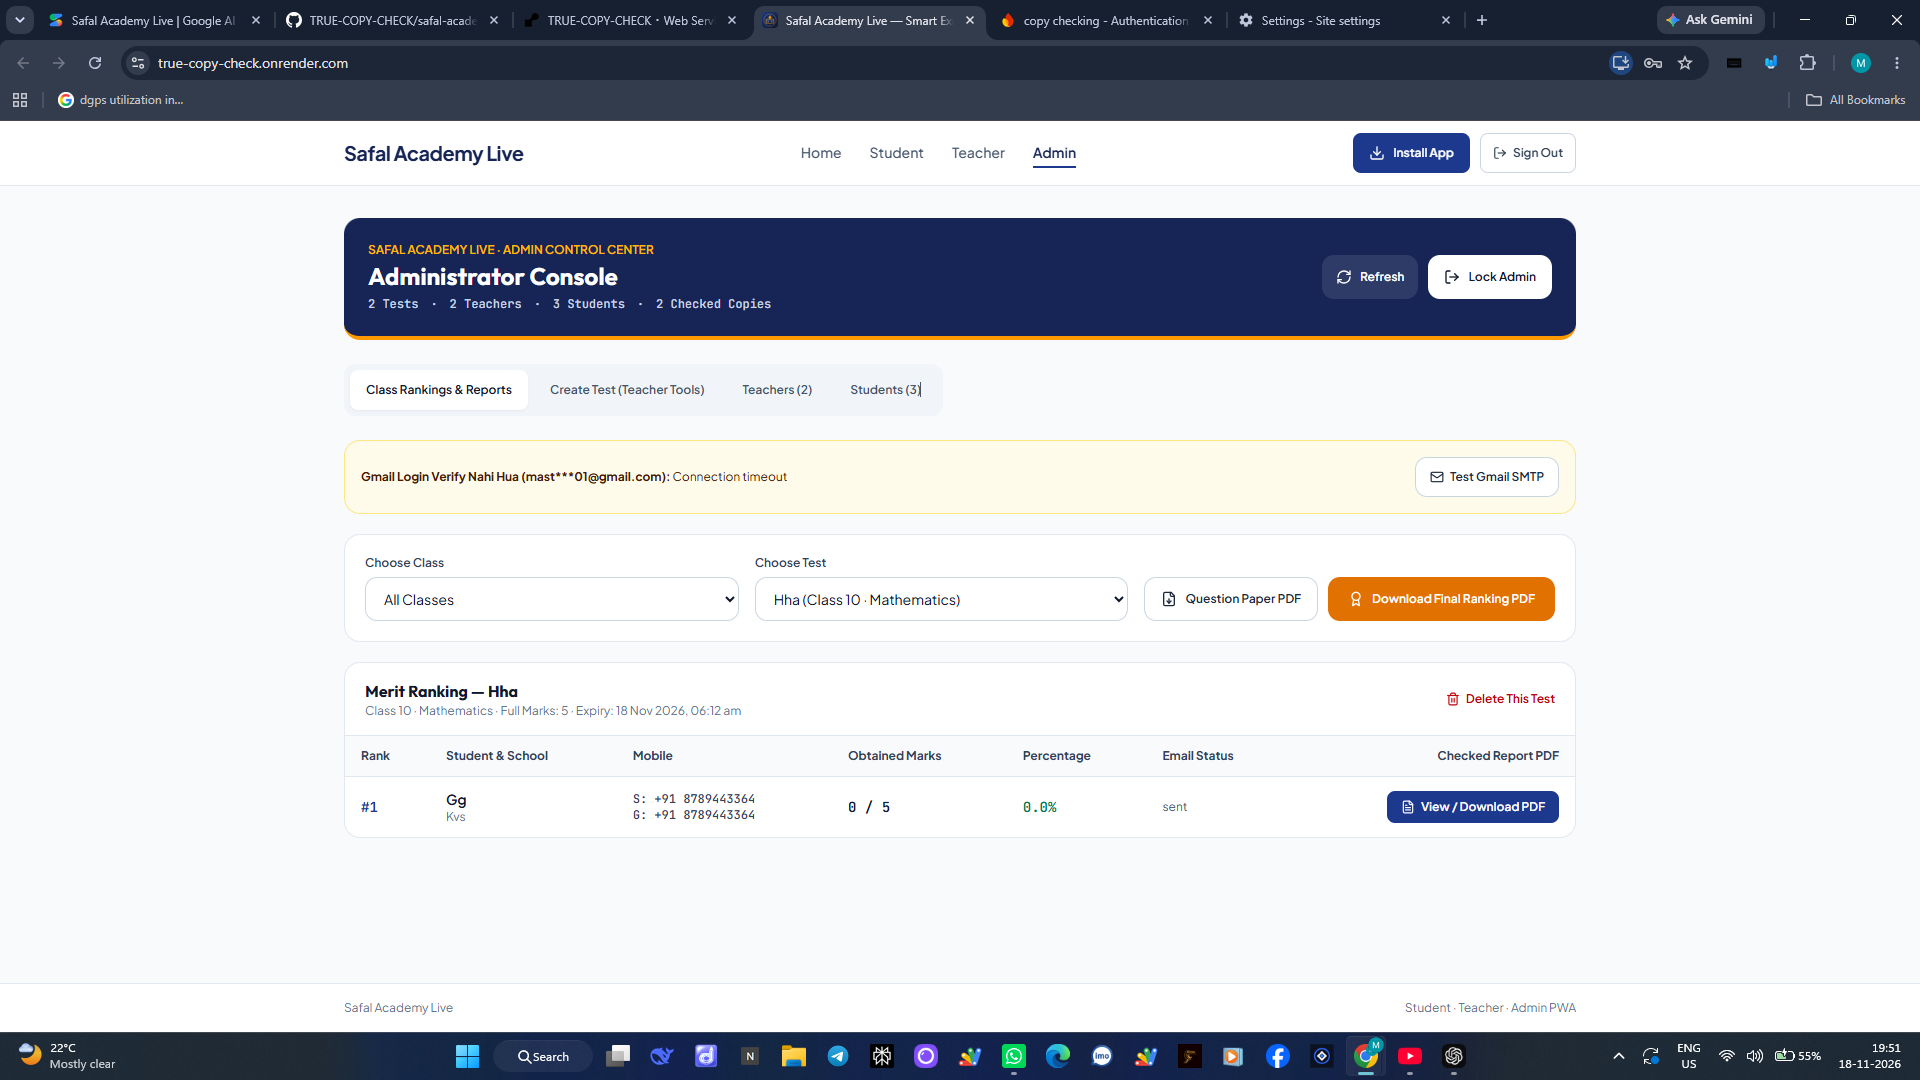 Safal Academy Live | Google AI
TRUE-COPY-CHECK/safal-acade
TRUE-COPY-CHECK · Web Serv
Safal Academy Live — Smart Ex
copy checking - Authentication
Settings - Site settings
Ask Gemini
true-copy-check.onrender.com
M
dgps utilization in...
All Bookmarks
Safal Academy Live
Home
Student
Teacher
Admin
Install App
Sign Out
SAFAL ACADEMY LIVE · ADMIN CONTROL CENTER
Administrator Console
2 Tests · 2 Teachers · 3 Students · 2 Checked Copies
Refresh
Lock Admin
Class Rankings & Reports
Create Test (Teacher Tools)
Teachers (2)
Students (3)
Gmail Login Verify Nahi Hua (mast***01@gmail.com): Connection timeout
Test Gmail SMTP
Choose Class
Choose Test
All Classes
Hha (Class 10 · Mathematics)
Question Paper PDF
Download Final Ranking PDF
Merit Ranking — Hha
Class 10 · Mathematics · Full Marks: 5 · Expiry: 18 Nov 2026, 06:12 am
Delete This Test
Rank
Student & School
Mobile
Obtained Marks
Percentage
Email Status
Checked Report PDF
#1
Gg
Kvs
S: +91 8789443364
G: +91 8789443364
0 / 5
0.0%
sent
View / Download PDF
Safal Academy Live
Student · Teacher · Admin PWA
22°C
Mostly clear
Search
N
imo
M
ENG
US
55%
19:51
18-11-2026